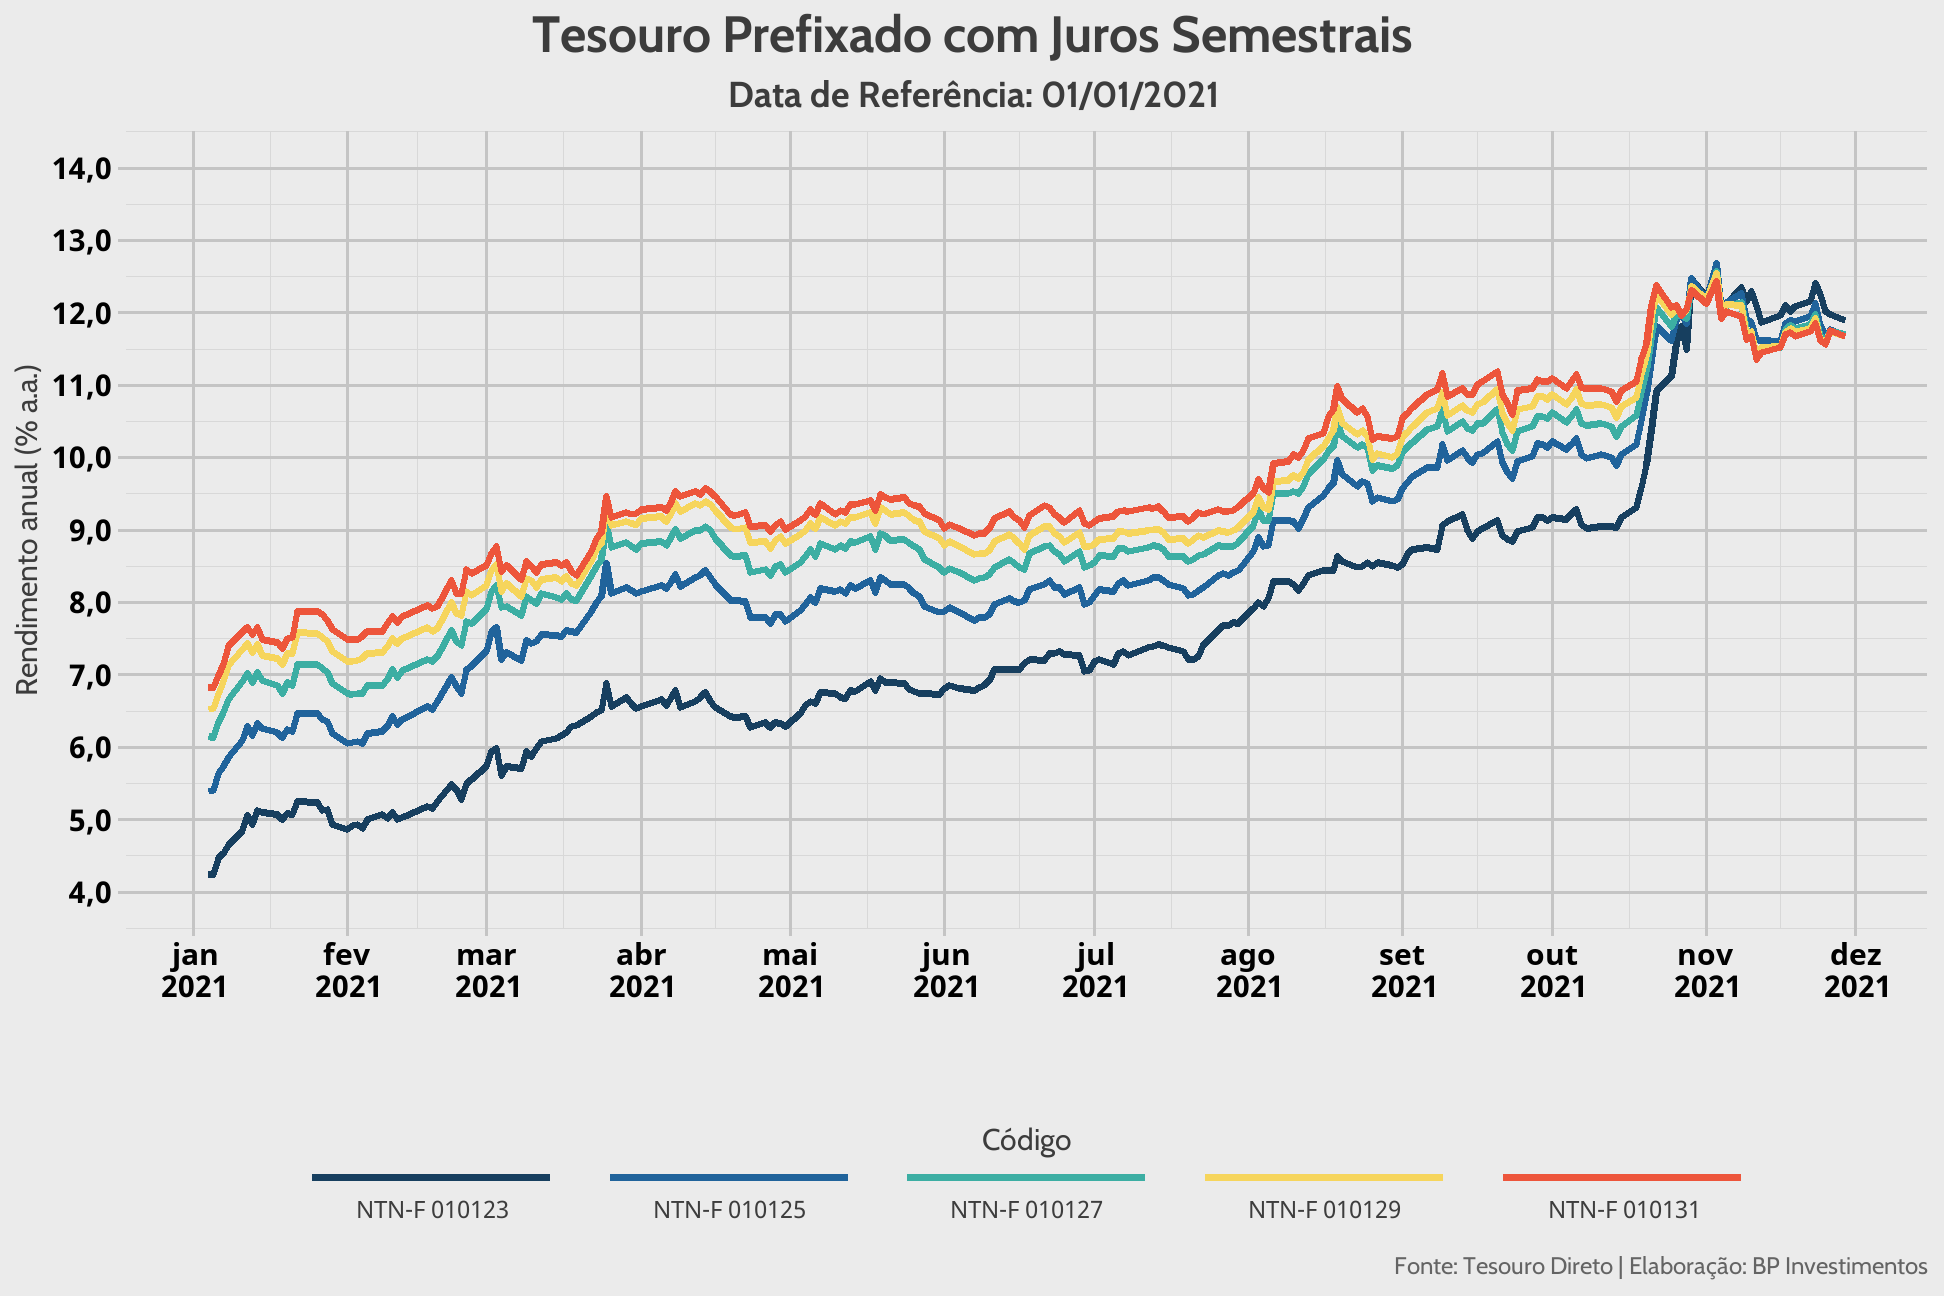 Tesouro Prefixado com Juros Semestrais
Data de Referência: 01/01/2021
Rendimento anual (% a.a.)
14,0
13,0
12,0
11,0
10,0
9,0
8,0
7,0
6,0
5,0
4,0
jan fev mar abr mai jun jul ago set out nov dez
2021 2021 2021 2021 2021 2021 2021 2021 2021 2021 2021 2021
Código
NTN-F 010123 NTN-F 010125 NTN-F 010127 NTN-F 010129 NTN-F 010131
Fonte: Tesouro Direto | Elaboração: BP Investimentos